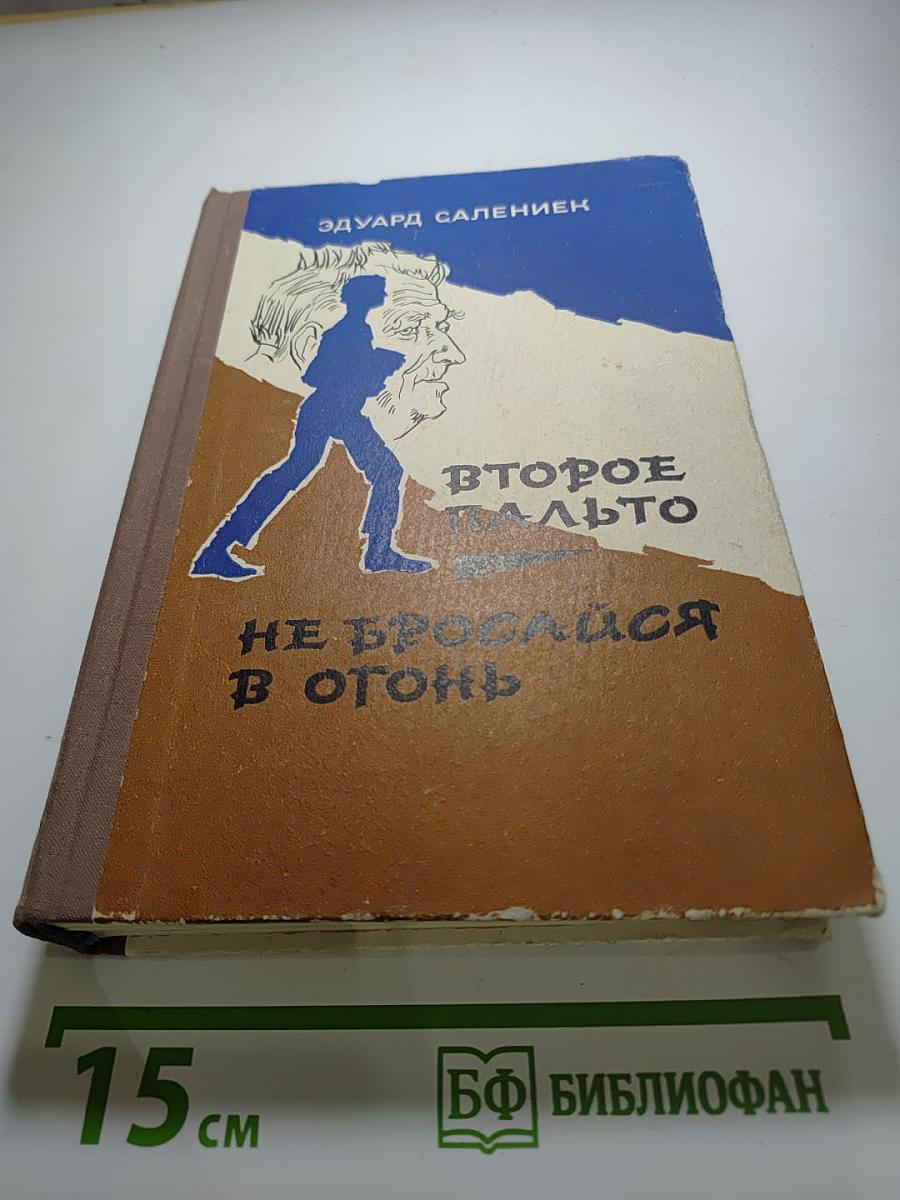 ЭДУАРД САЛЕНИЕК
ВТОРОЕ
ПАЛЬТО
НЕ БРОСАЙСЯ
В ОГОНЬ
15 см
БФ БИБЛИОФАН